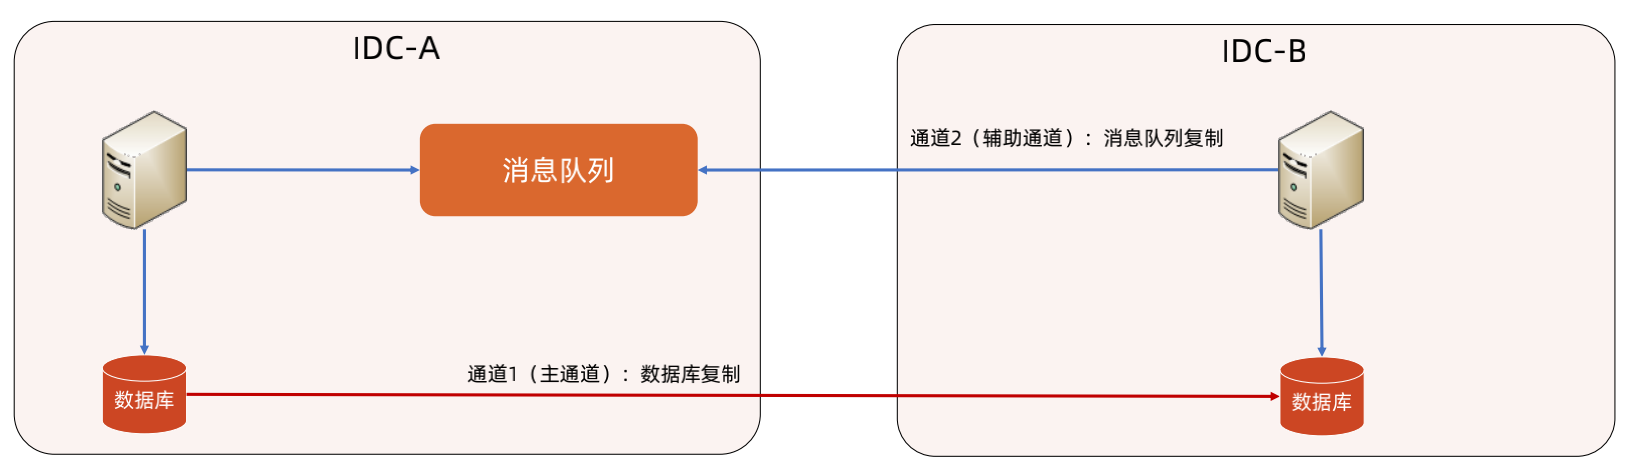 IDC-A
IDC-B
通道2（辅助通道）：消息队列复制
消息队列
通道1（主通道）：数据库复制
数据库
数据库